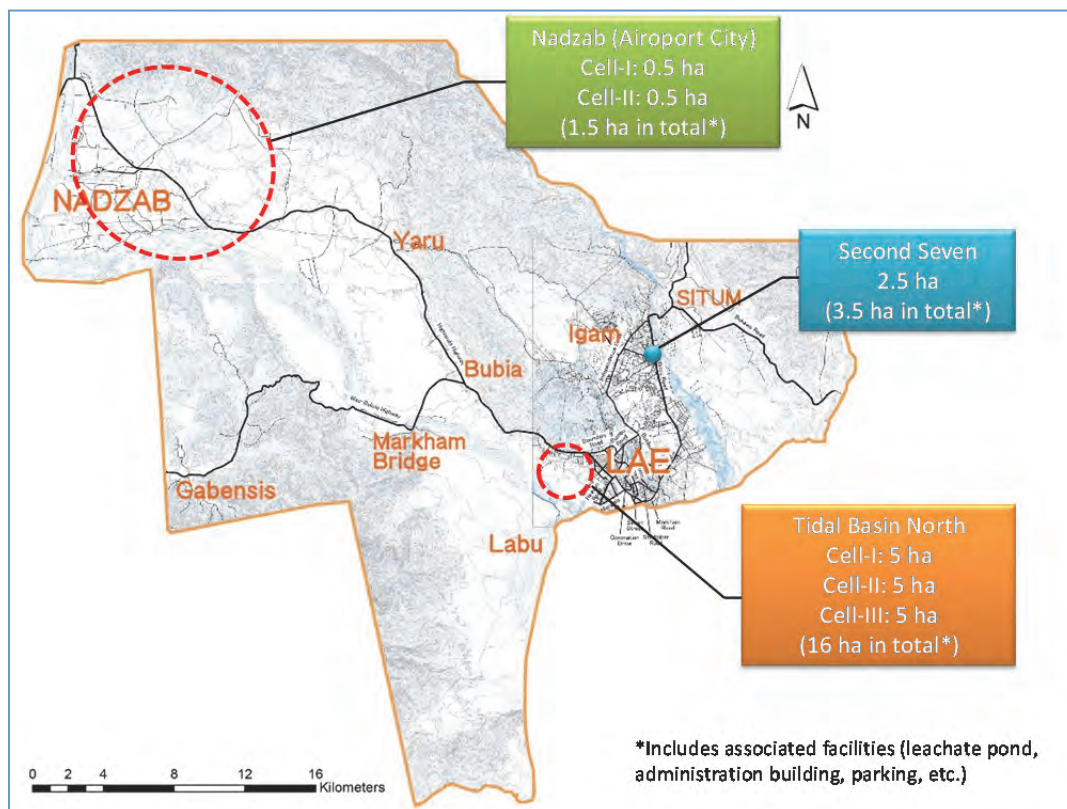 Nadzab (Airoport City)
Cell-I: 0.5 ha
Cell-II: 0.5 ha
(1.5 ha in total*)
N
NADZAB
Yaru
Second Seven
2.5 ha
(3.5 ha in total*)
SITUM
Igam
Bubia
Markham
Bridge
LAE
Gabensis
Labu
Tidal Basin North
Cell-I: 5 ha
Cell-II: 5 ha
Cell-III: 5 ha
(16 ha in total*)
*Includes associated facilities (leachate pond,
administration building, parking, etc.)
0 2 4 8 12 16
Kilometers